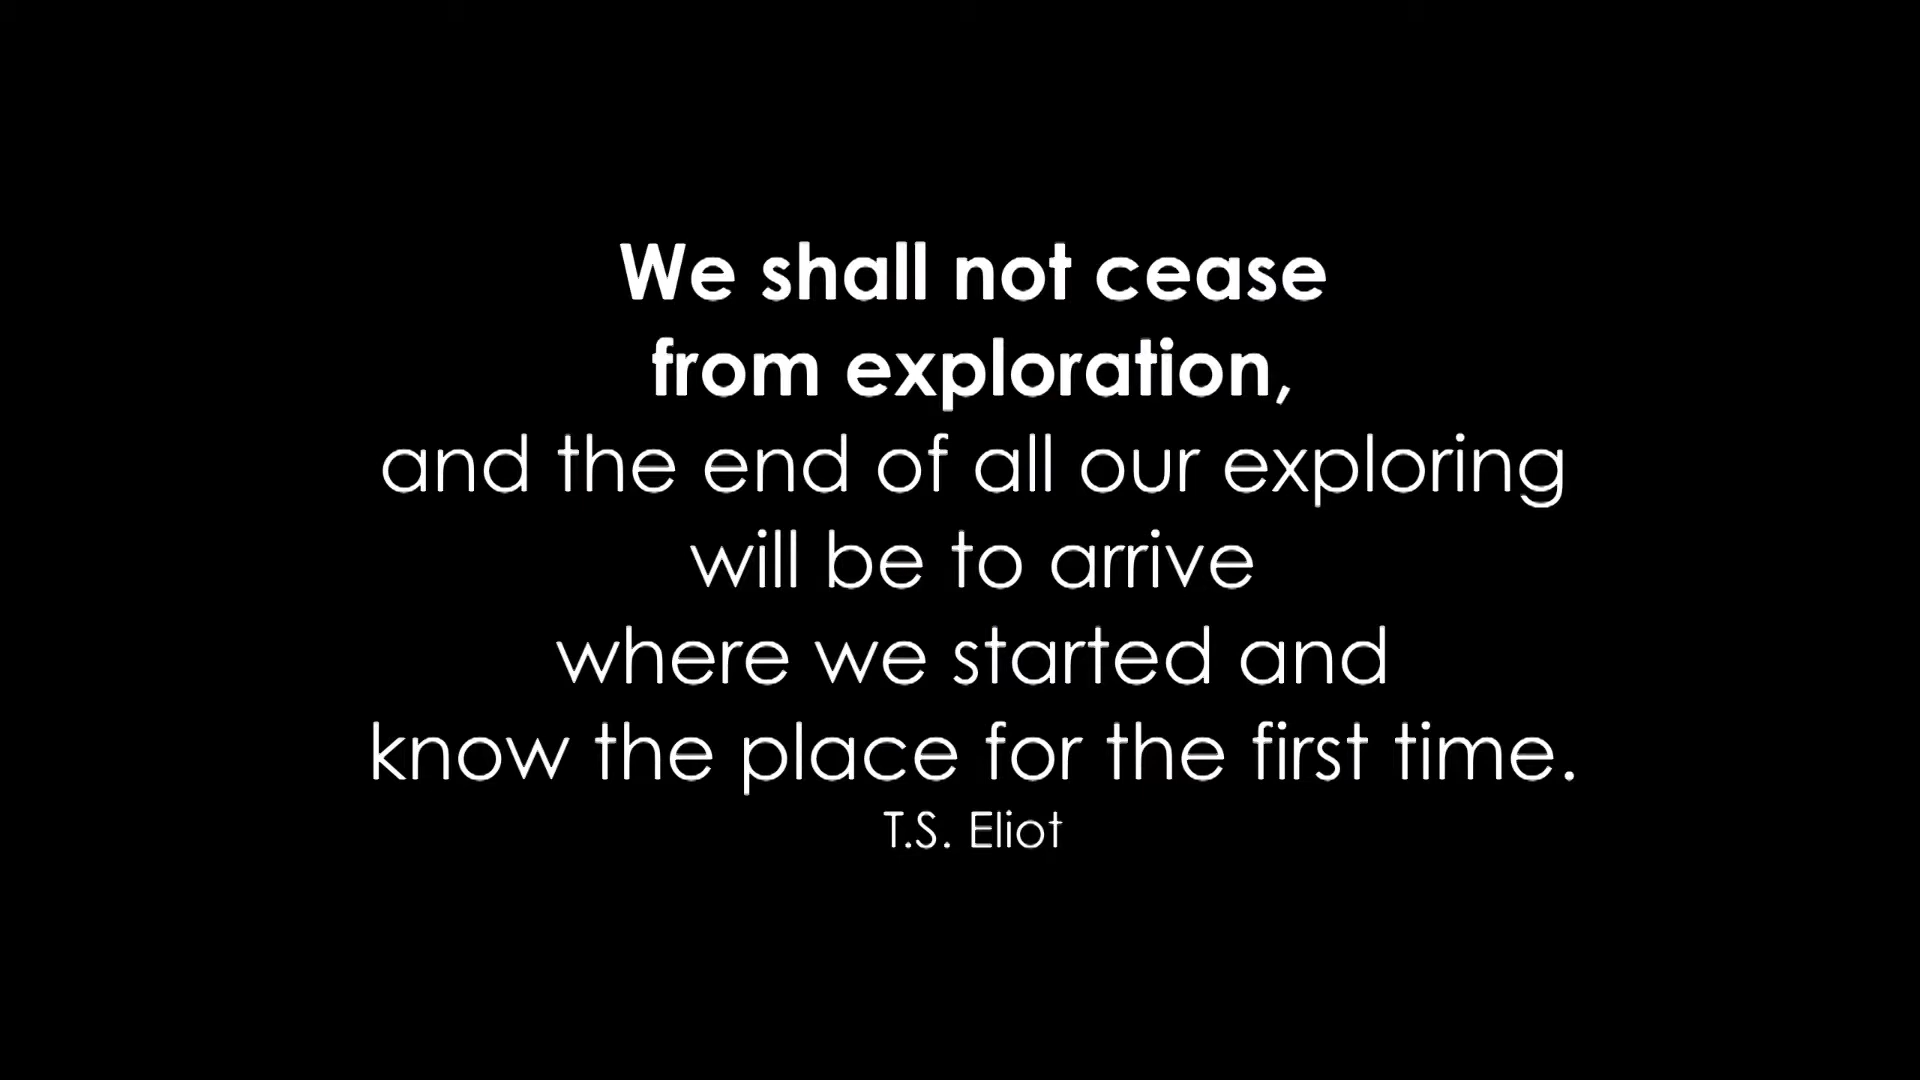 We shall not cease
from exploration,
and the end of all our exploring
will be to arrive
where we started and
know the place for the first time.
T.S. Eliot